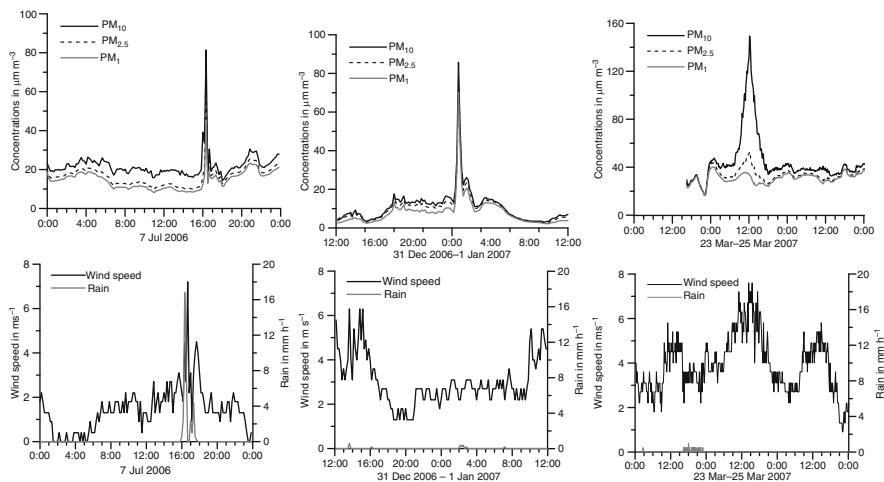 100
80
60
40
20
0
Concentrations in µm m⁻³
PM₁₀
PM₂.₅
PM₁
0:00 4:00 8:00 12:00 16:00 20:00 0:00
7 Jul 2006
100
80
60
40
20
0
Concentrations in µm m⁻³
PM₁₀
PM₂.₅
PM₁
12:00 16:00 20:00 0:00 4:00 8:00 12:00
31 Dec 2006–1 Jan 2007
160
120
80
40
0
Concentrations in µm m⁻³
PM₁₀
PM₂.₅
PM₁
0:00 12:00 0:00 12:00 0:00 12:00 0:00
23 Mar–25 Mar 2007
8
6
4
2
0
Wind speed in ms⁻¹
Wind speed
Rain
20
16
12
8
4
0
Rain in mm h⁻¹
0:00 4:00 8:00 12:00 16:00 20:00 0:00
7 Jul 2006
8
6
4
2
0
Wind speed in m s⁻¹
Wind speed
Rain
20
16
12
8
4
0
Rain in mm h⁻¹
12:00 16:00 20:00 0:00 4:00 8:00 12:00
31 Dec 2006 – 1 Jan 2007
8
6
4
2
0
Wind speed in ms⁻¹
Wind speed
Rain
20
16
12
8
4
0
Rain in mm h⁻¹
0:00 12:00 0:00 12:00 0:00 12:00 0:00
23 Mar–25 Mar 2007